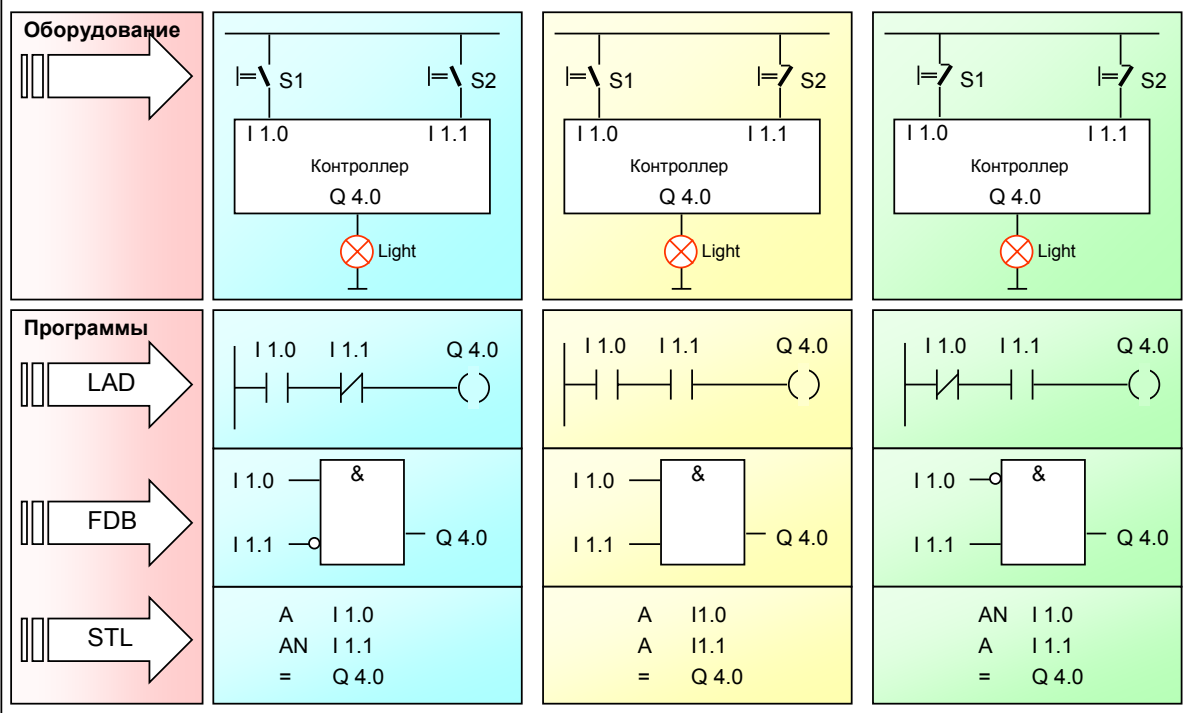 Оборудование
S1 S2
I 1.0 I 1.1
Контроллер
Q 4.0
Light
S1 S2
I 1.0 I 1.1
Контроллер
Q 4.0
Light
S1 S2
I 1.0 I 1.1
Контроллер
Q 4.0
Light
Программы
LAD
I 1.0 I 1.1 Q 4.0
I 1.0 I 1.1 Q 4.0
I 1.0 I 1.1 Q 4.0
FDB
&
I 1.0
I 1.1
Q 4.0
&
I 1.0
I 1.1
Q 4.0
&
I 1.0
I 1.1
Q 4.0
STL
A I 1.0
AN I 1.1
= Q 4.0
A I1.0
A I1.1
= Q 4.0
AN I 1.0
A I 1.1
= Q 4.0